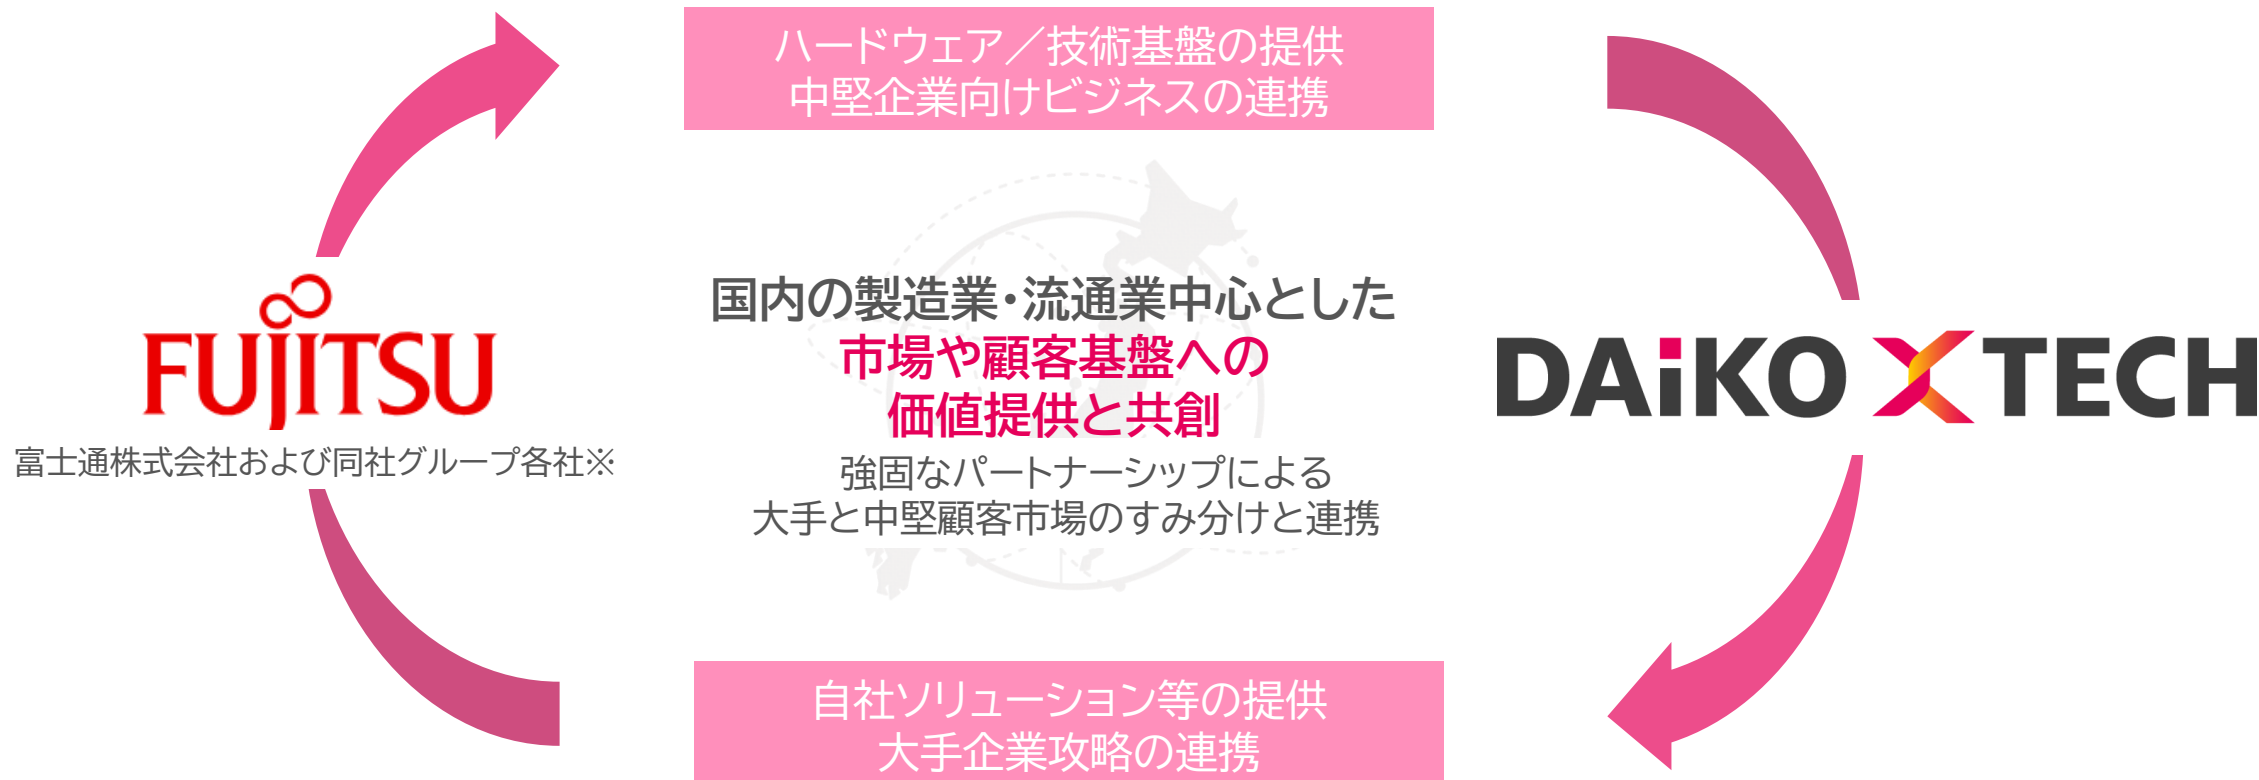 ハードウェア／技術基盤の提供
中堅企業向けビジネスの連携
国内の製造業・流通業中心とした
市場や顧客基盤への
価値提供と共創
強固なパートナーシップによる
大手と中堅顧客市場のすみ分けと連携
FUJITSU
富士通株式会社および同社グループ各社※
DAiKO XTECH
自社ソリューション等の提供
大手企業攻略の連携